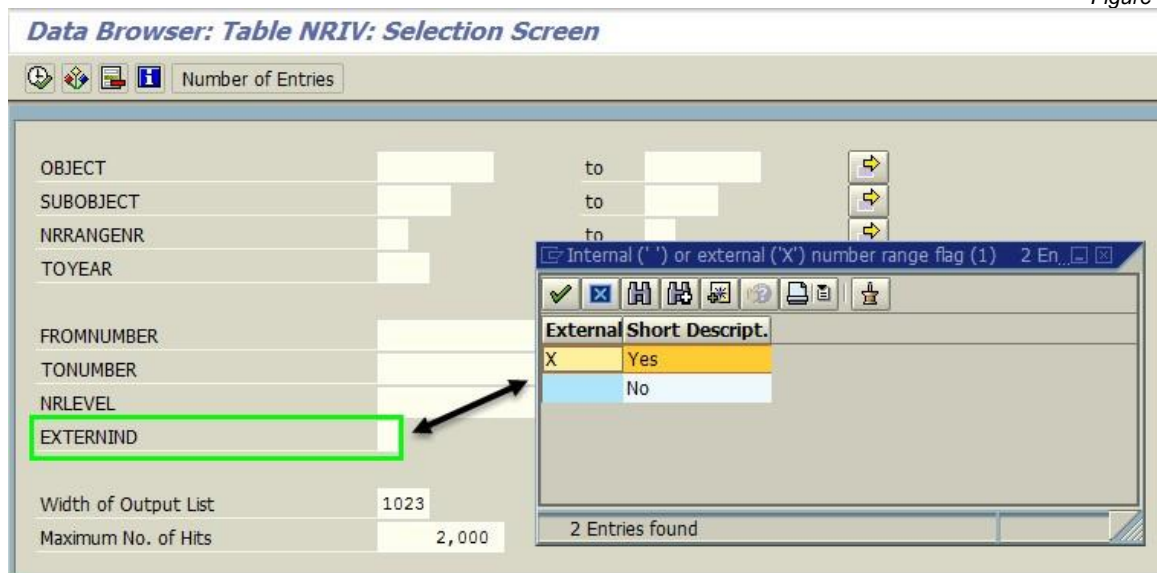 Figure
Data Browser: Table NRIV: Selection Screen
Number of Entries
OBJECT to
SUBOBJECT to
NRRANGENR to
TOYEAR
Internal (' ') or external ('X') number range flag (1) 2 En...
External Short Descript.
X Yes
No
FROMNUMBER
TONUMBER
NRLEVEL
EXTERNIND
Width of Output List 1023
Maximum No. of Hits 2,000
2 Entries found